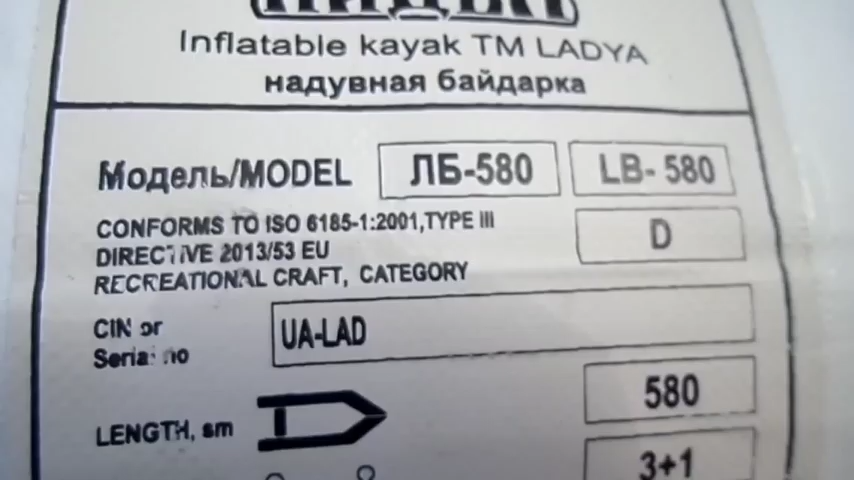 Inflatable kayak TM LADYA
надувная байдарка
Модель/MODEL ЛБ-580 LB- 580
CONFORMS TO ISO 6185-1:2001,TYPE III
DIRECTIVE 2013/53 EU
RECREATIONAL CRAFT, CATEGORY D
CIN or
Serial no UA-LAD
LENGTH, sm 580
3+1